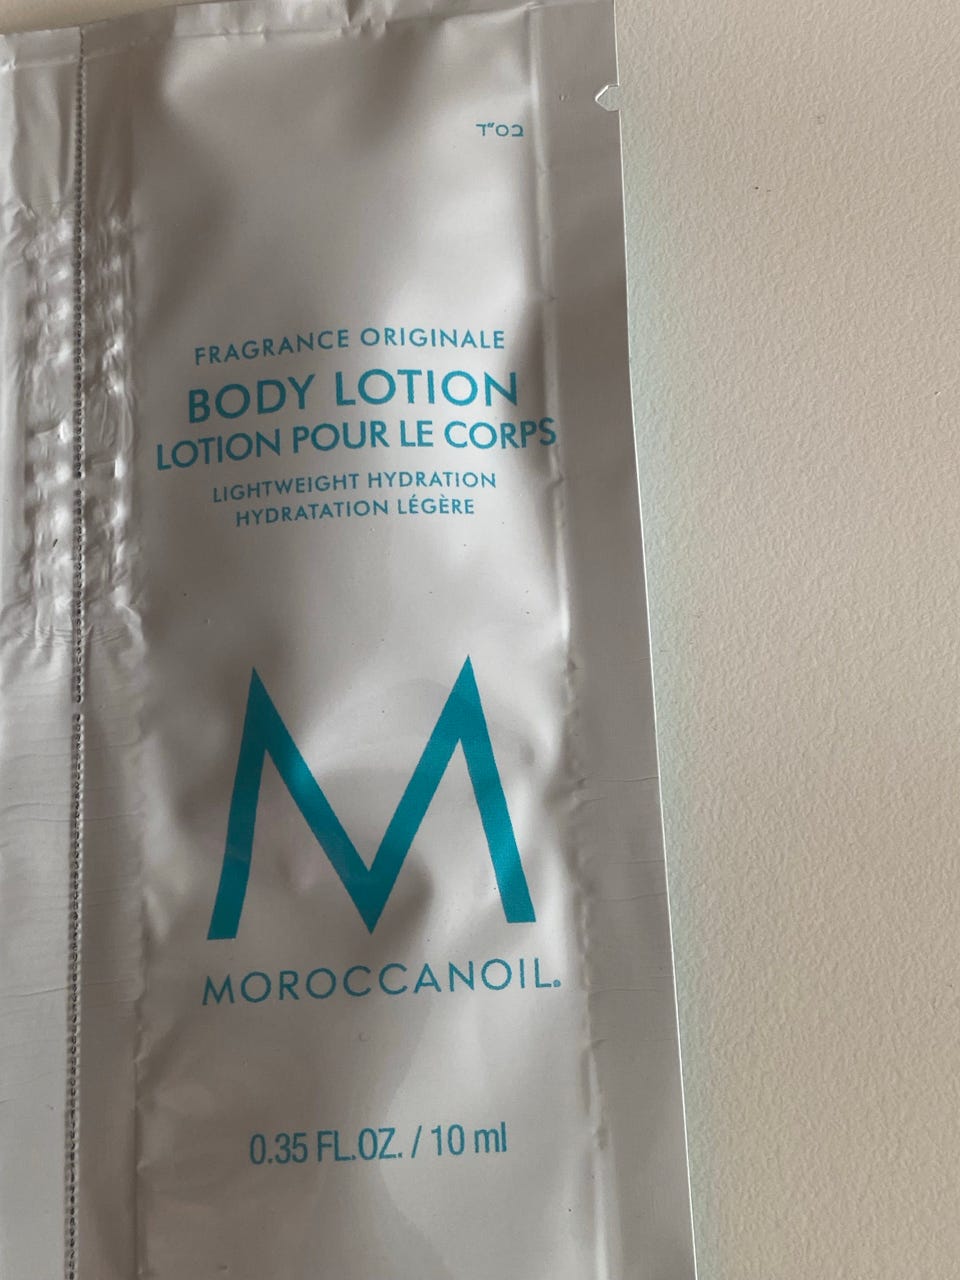 בס״ד
FRAGRANCE ORIGINALE
BODY LOTION
LOTION POUR LE CORPS
LIGHTWEIGHT HYDRATION
HYDRATATION LÉGÈRE
M
MOROCCANOIL®
0.35 FL.OZ. / 10 ml